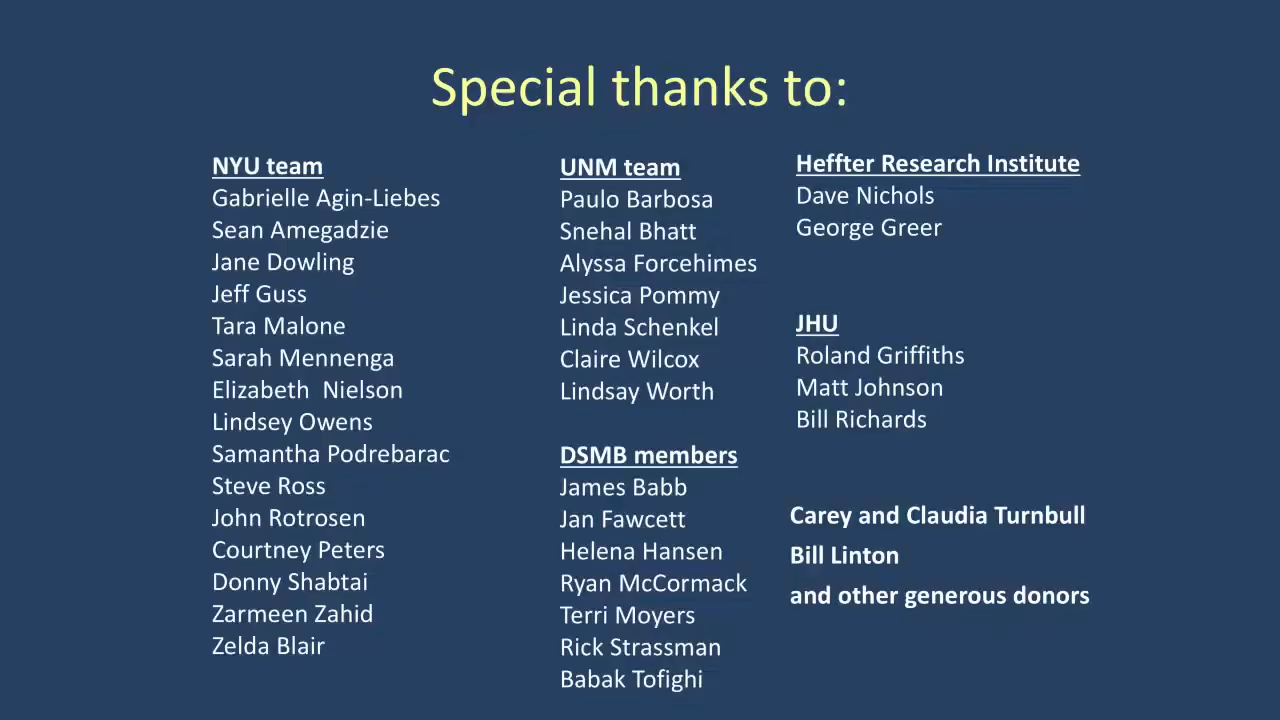 Special thanks to:
NYU team
Gabrielle Agin-Liebes
Sean Amegadzie
Jane Dowling
Jeff Guss
Tara Malone
Sarah Mennenga
Elizabeth  Nielson
Lindsey Owens
Samantha Podrebarac
Steve Ross
John Rotrosen
Courtney Peters
Donny Shabtai
Zarmeen Zahid
Zelda Blair
UNM team
Paulo Barbosa
Snehal Bhatt
Alyssa Forcehimes
Jessica Pommy
Linda Schenkel
Claire Wilcox
Lindsay Worth
DSMB members
James Babb
Jan Fawcett
Helena Hansen
Ryan McCormack
Terri Moyers
Rick Strassman
Babak Tofighi
Heffter Research Institute
Dave Nichols
George Greer
JHU
Roland Griffiths
Matt Johnson
Bill Richards
Carey and Claudia Turnbull
Bill Linton
and other generous donors